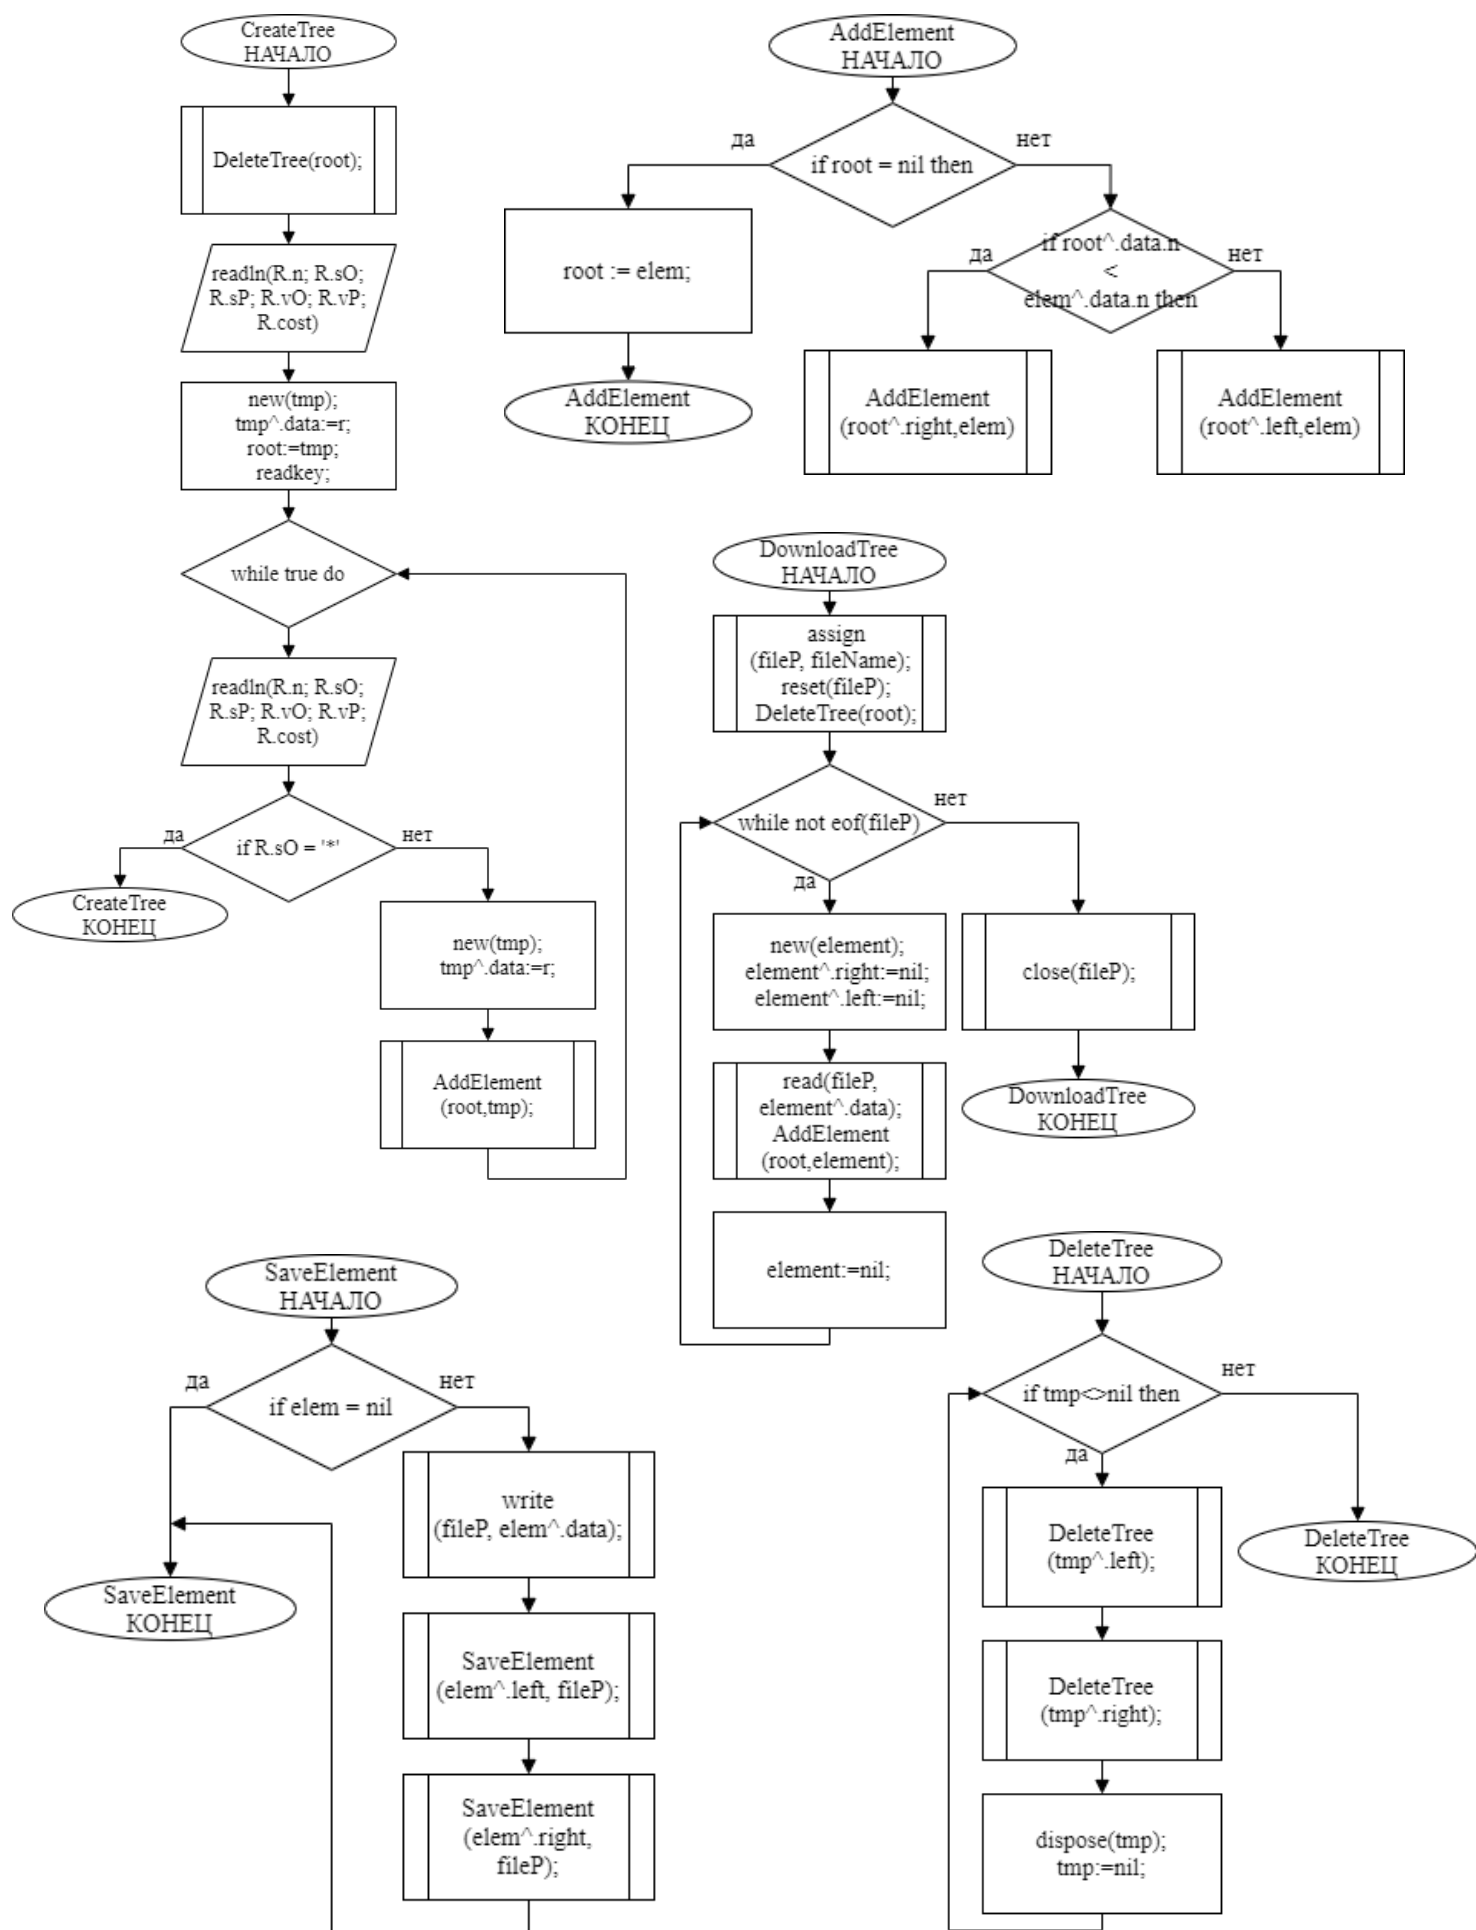 CreateTree
НАЧАЛО
DeleteTree(root);
readln(R.n; R.sO;
R.sP; R.vO; R.vP;
R.cost)
new(tmp);
tmp^.data:=r;
root:=tmp;
readkey;
while true do
readln(R.n; R.sO;
R.sP; R.vO; R.vP;
R.cost)
if R.sO = '*'
да
нет
CreateTree
КОНЕЦ
new(tmp);
tmp^.data:=r;
AddElement
(root,tmp);
AddElement
НАЧАЛО
if root = nil then
да
нет
root := elem;
AddElement
КОНЕЦ
if root^.data.n
<
elem^.data.n then
да
нет
AddElement
(root^.right,elem)
AddElement
(root^.left,elem)
DownloadTree
НАЧАЛО
assign
(fileP, fileName);
reset(fileP);
DeleteTree(root);
while not eof(fileP)
нет
да
new(element);
element^.right:=nil;
element^.left:=nil;
close(fileP);
read(fileP,
element^.data);
AddElement
(root,element);
DownloadTree
КОНЕЦ
element:=nil;
SaveElement
НАЧАЛО
if elem = nil
да
нет
write
(fileP, elem^.data);
SaveElement
КОНЕЦ
SaveElement
(elem^.left, fileP);
SaveElement
(elem^.right,
fileP);
DeleteTree
НАЧАЛО
if tmp<>nil then
нет
да
DeleteTree
(tmp^.left);
DeleteTree
КОНЕЦ
DeleteTree
(tmp^.right);
dispose(tmp);
tmp:=nil;